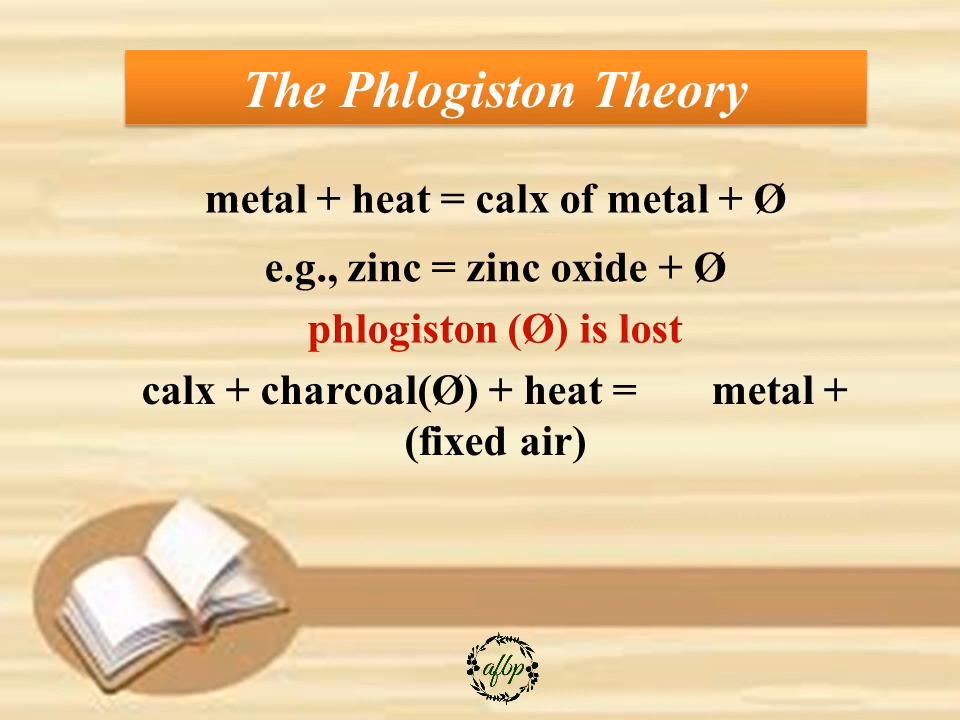 The Phlogiston Theory
metal + heat = calx of metal + Ø
e.g., zinc = zinc oxide + Ø
phlogiston (Ø) is lost
calx + charcoal(Ø) + heat = metal +
(fixed air)
afbp